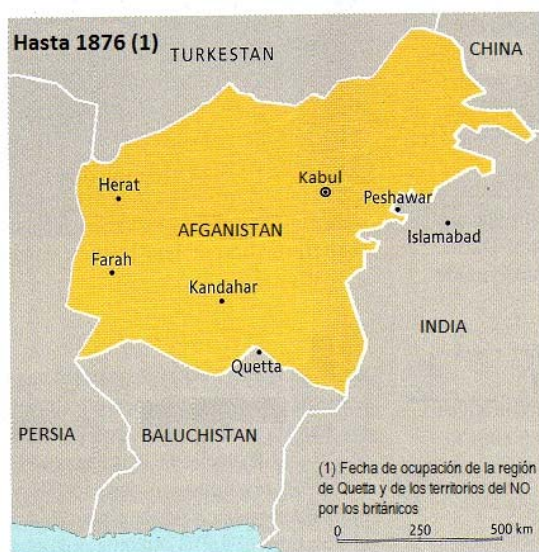 Hasta 1876 (1)
TURKESTAN
CHINA
Herat
Kabul
Peshawar
Islamabad
AFGANISTAN
Farah
Kandahar
INDIA
Quetta
PERSIA
BALUCHISTAN
(1) Fecha de ocupación de la región
de Quetta y de los territorios del NO
por los británicos
0 250 500 km